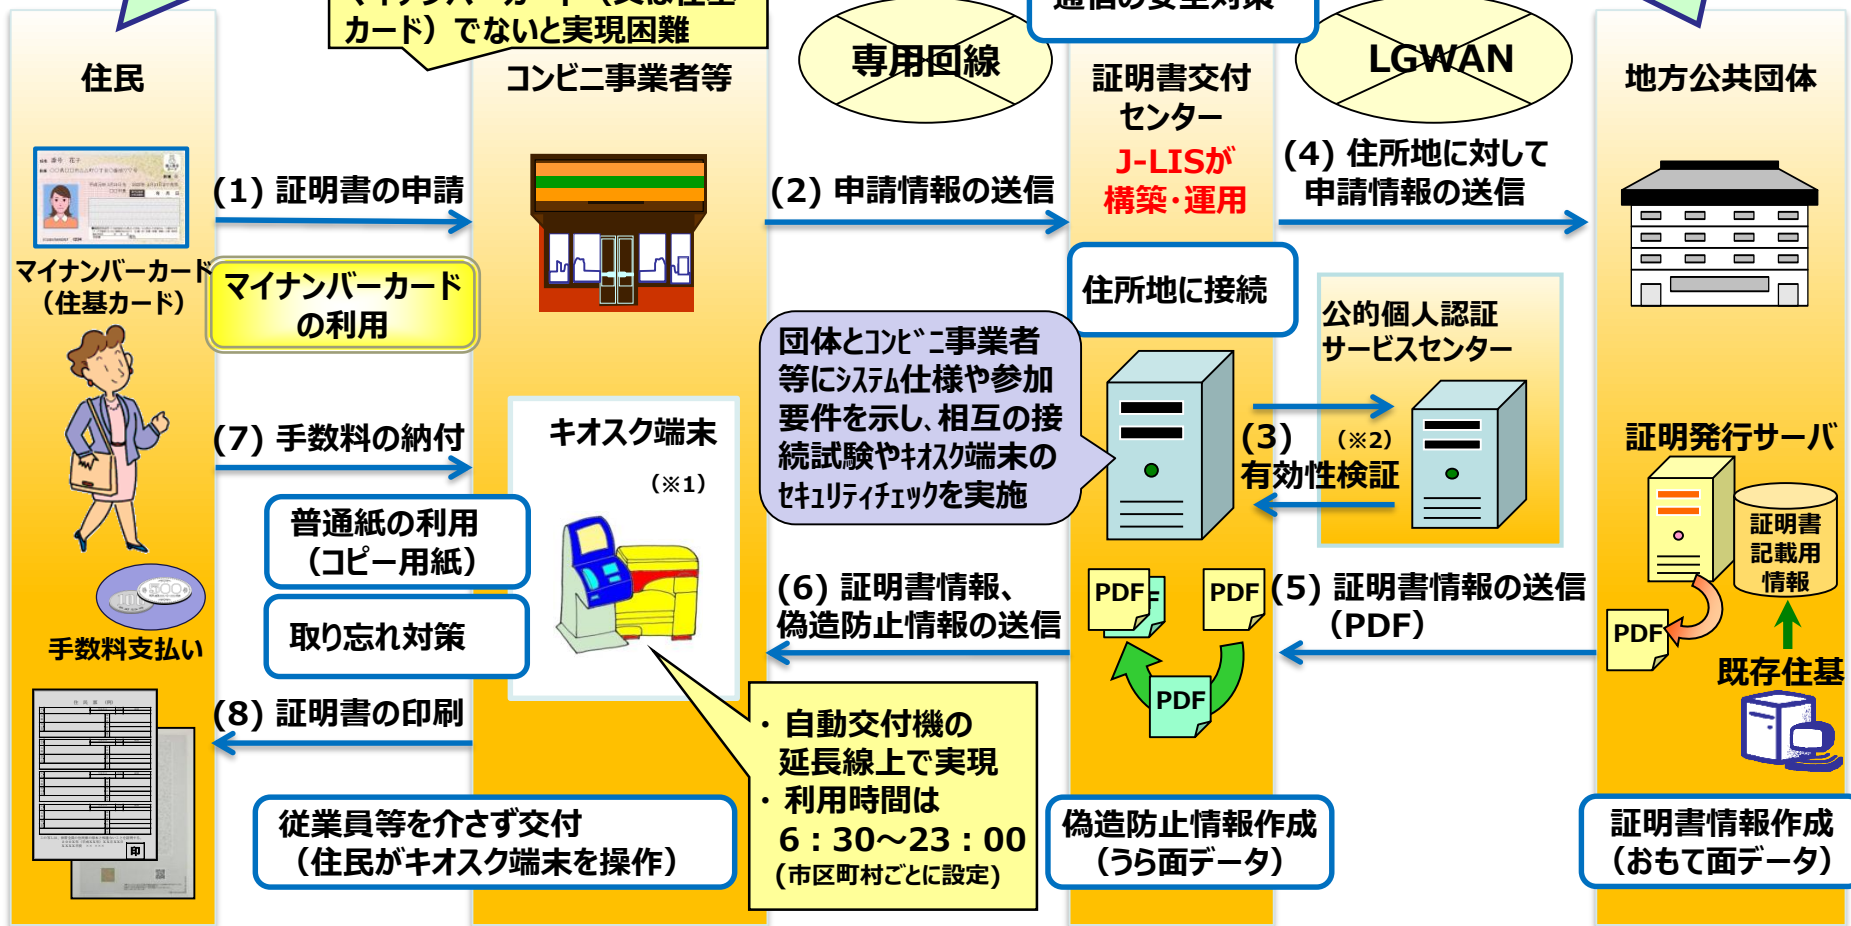 カード）でないと実現困難
専用回線
LGWAN
住民
コンビニ事業者等
証明書交付
センター
J-LISが
構築・運用
地方公共団体
(1) 証明書の申請
(2) 申請情報の送信
(4) 住所地に対して
申請情報の送信
マイナンバーカード
（住基カード）
マイナンバーカード
の利用
住所地に接続
公的個人認証
サービスセンター
団体とｺﾝﾋﾞﾆ事業者
等にｼｽﾃﾑ仕様や参加
要件を示し、相互の接
続試験やｷｵｽｸ端末の
ｾｷｭﾘﾃｨﾁｪｯｸを実施
(3)
（※2）
有効性検証
(7) 手数料の納付
キオスク端末
（※1）
証明発行サーバ
証明書
記載用
情報
普通紙の利用
（コピー用紙）
取り忘れ対策
(6) 証明書情報、
偽造防止情報の送信
PDF
PDF
PDF
(5) 証明書情報の送信
（PDF）
PDF
既存住基
手数料支払い
(8) 証明書の印刷
印
・自動交付機の
延長線上で実現
・利用時間は
6：30～23：00
(市区町村ごとに設定)
従業員等を介さず交付
（住民がキオスク端末を操作）
偽造防止情報作成
（うら面データ）
証明書情報作成
（おもて面データ）